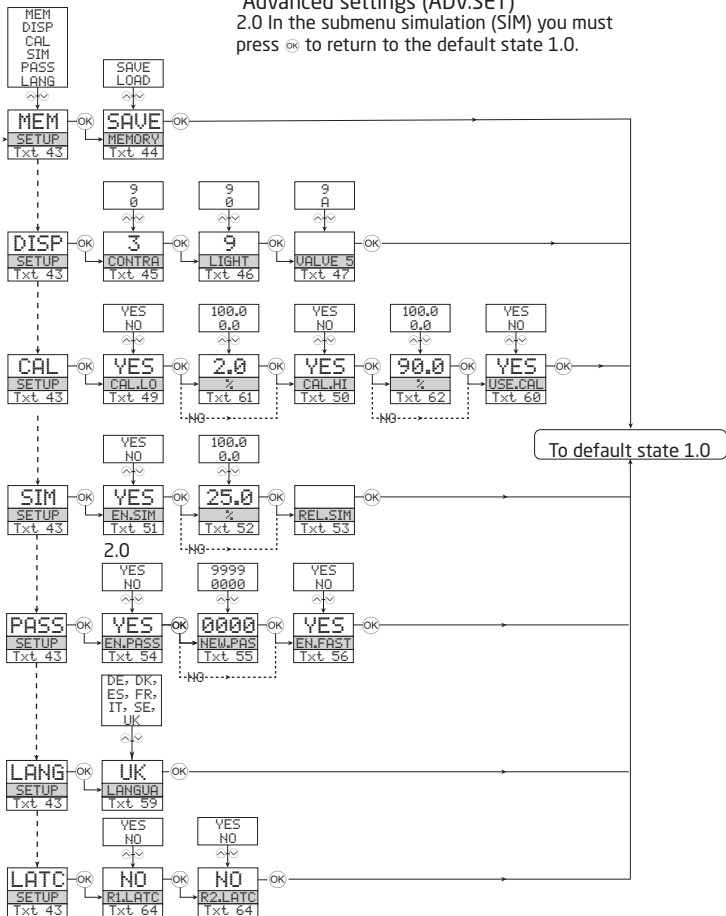 Advanced settings (ADV.SET)
2.0 In the submenu simulation (SIM) you must
press OK to return to the default state 1.0.
MEM
DISP
CAL
SIM
PASS
LANG
SAVE
LOAD
MEM OK SAVE OK
SETUP MEMORY
Txt 43 Txt 44
9 9 9
0 0 A
DISP OK 3 OK 9 OK OK
SETUP CONTRA LIGHT VALVE 5
Txt 43 Txt 45 Txt 46 Txt 47
YES 100.0 YES 100.0 YES
NO 0.0 NO 0.0 NO
CAL OK YES OK 2.0 OK YES OK 90.0 OK YES OK
SETUP CAL.LO % CAL.HI % USE.CAL
Txt 43 Txt 49 Txt 61 Txt 50 Txt 62 Txt 60
NO NO
To default state 1.0
YES 100.0
NO 0.0
SIM OK YES OK 25.0 OK OK
SETUP EN.SIM % REL.SIM
Txt 43 Txt 51 Txt 52 Txt 53
NO
2.0
YES 9999 YES
NO 0000 NO
PASS OK YES OK 0000 OK YES OK
SETUP EN.PASS NEW.PAS EN.FAST
Txt 43 Txt 54 Txt 55 Txt 56
NO
DE, DK,
ES, FR,
IT, SE,
UK
LANG OK UK OK
SETUP LANGUA
Txt 43 Txt 59
YES YES
NO NO
LATC OK NO OK NO OK
SETUP R1.LATC R2.LATC
Txt 43 Txt 64 Txt 64